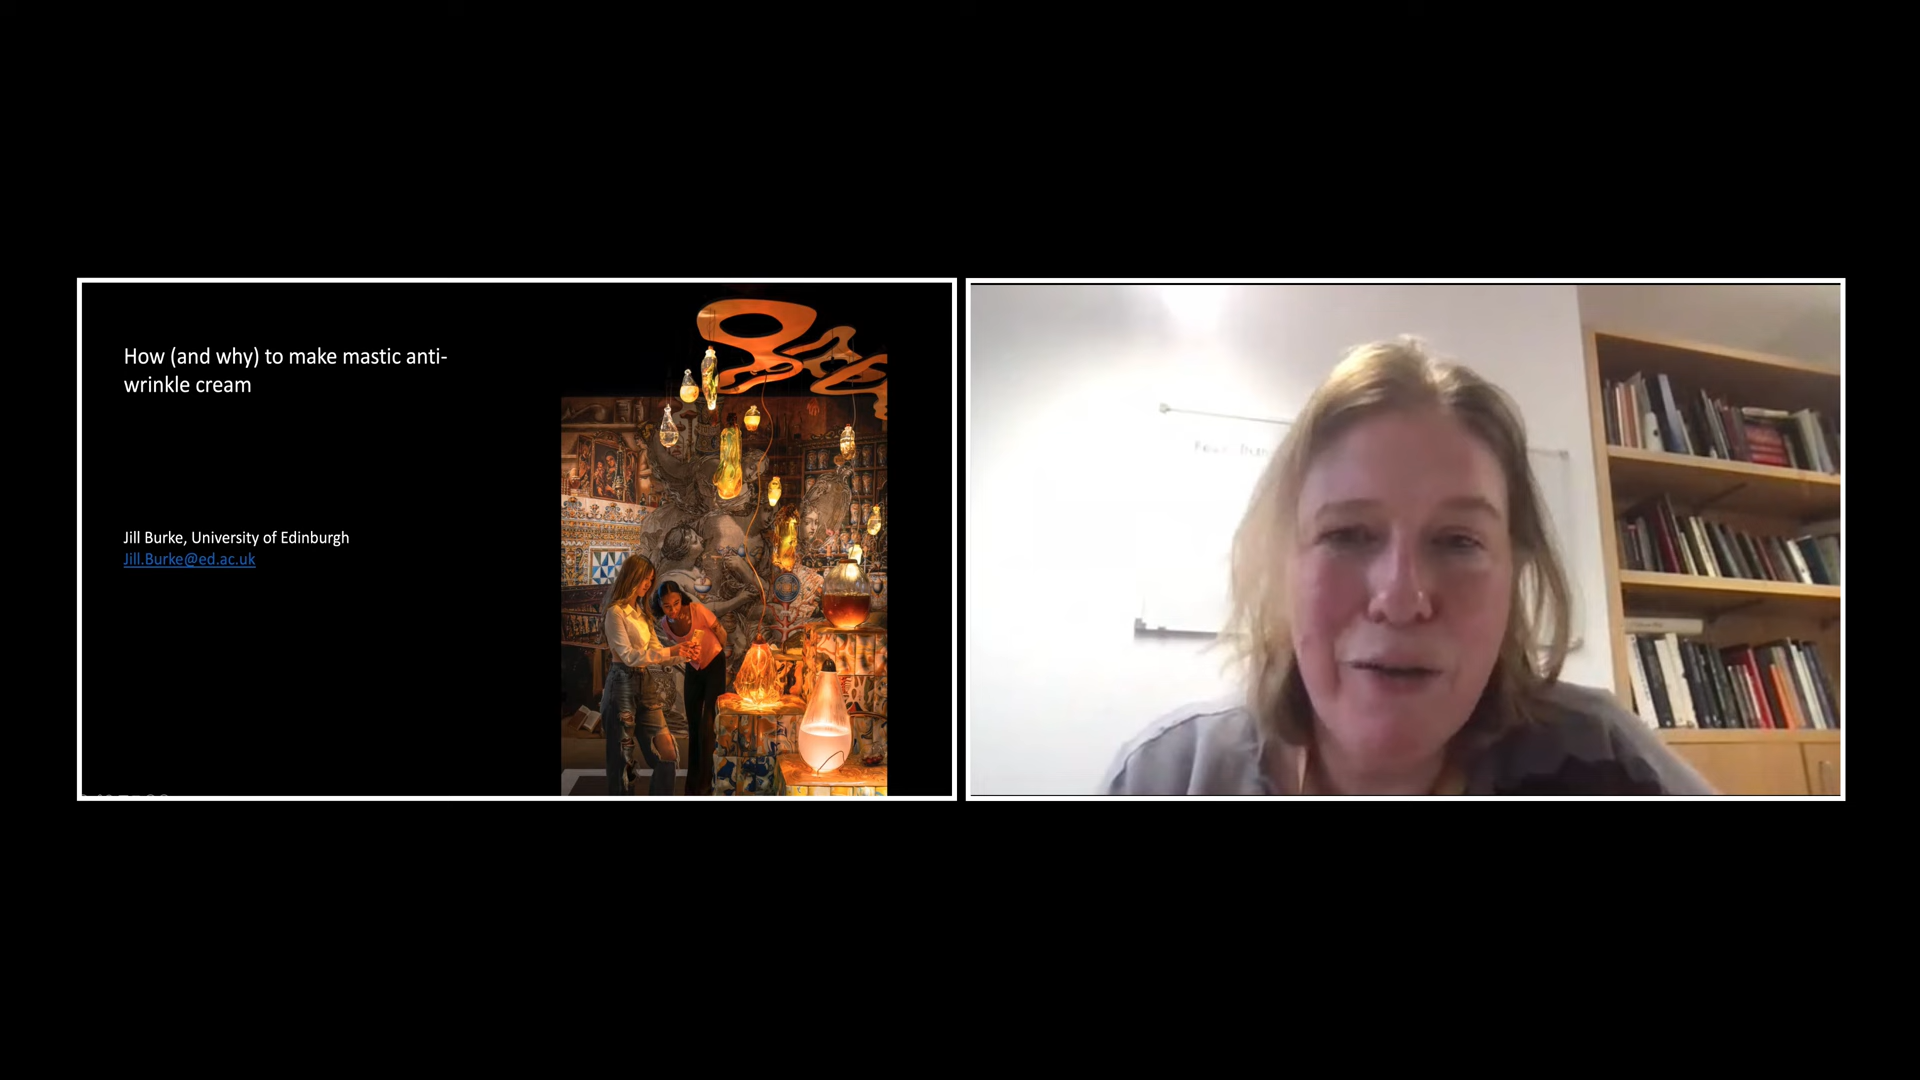 How (and why) to make mastic anti-
wrinkle cream
Jill Burke, University of Edinburgh
Jill.Burke@ed.ac.uk